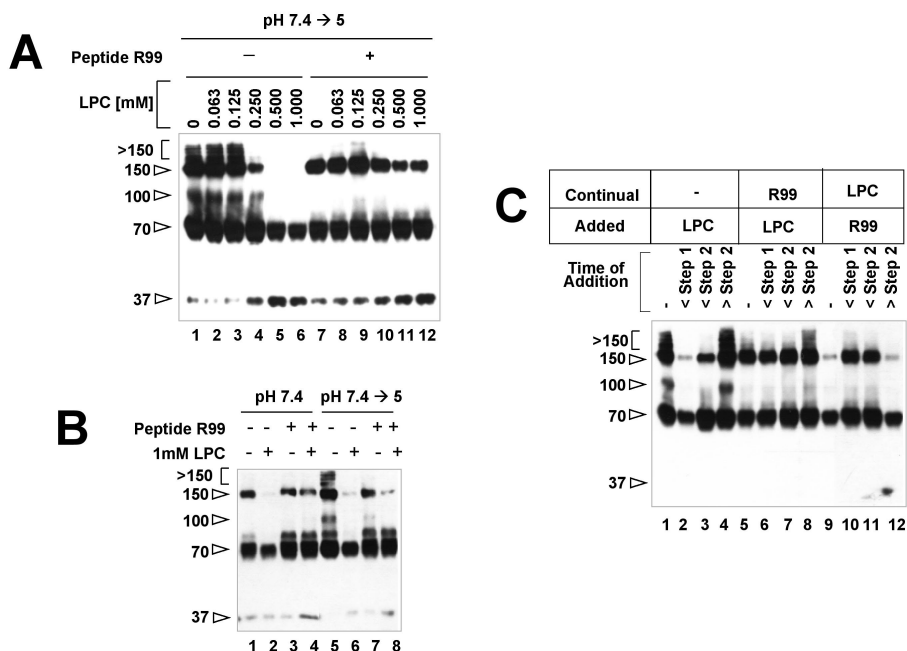 A
pH 7.4 → 5
Peptide R99 – +
LPC [mM] 0 0.063 0.125 0.250 0.500 1.000 0 0.063 0.125 0.250 0.500 1.000
>150
150
100
70
37
1 2 3 4 5 6 7 8 9 10 11 12
B
pH 7.4 pH 7.4 → 5
Peptide R99 - - + + - - + +
1mM LPC - + - + - + - +
>150
150
100
70
37
1 2 3 4 5 6 7 8
C
Continual - R99 LPC
Added LPC LPC R99
Time of
Addition
- < Step 1 < Step 2 > Step 2 - < Step 1 < Step 2 > Step 2 - < Step 1 < Step 2 > Step 2
>150
150
100
70
37
1 2 3 4 5 6 7 8 9 10 11 12